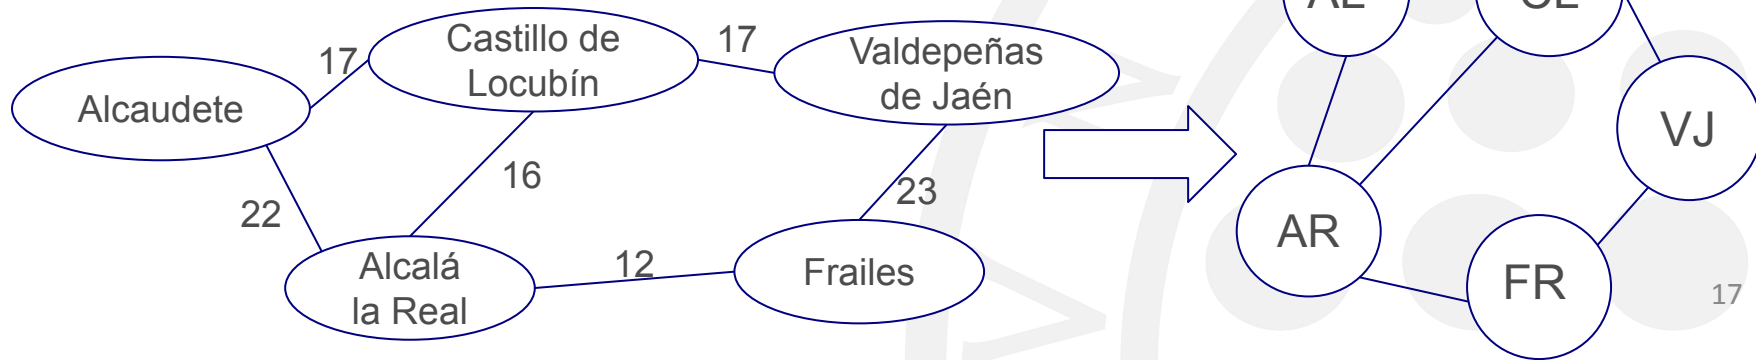 Castillo de
Locubín
17
17
Valdepeñas
de Jaén
Alcaudete
16
22
23
12
Alcalá
la Real
Frailes
VJ
AR
FR
17